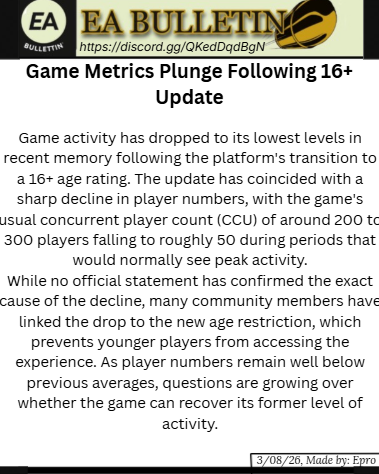 EA
BULLETIN
EA BULLETIN
https://discord.gg/QKedDqdBgN
Game Metrics Plunge Following 16+
Update
Game activity has dropped to its lowest levels in
recent memory following the platform's transition to
a 16+ age rating. The update has coincided with a
sharp decline in player numbers, with the game's
usual concurrent player count (CCU) of around 200 to
300 players falling to roughly 50 during periods that
would normally see peak activity.
While no official statement has confirmed the exact
cause of the decline, many community members have
linked the drop to the new age restriction, which
prevents younger players from accessing the
experience. As player numbers remain well below
previous averages, questions are growing over
whether the game can recover its former level of
activity.
3/08/26, Made by: Epro